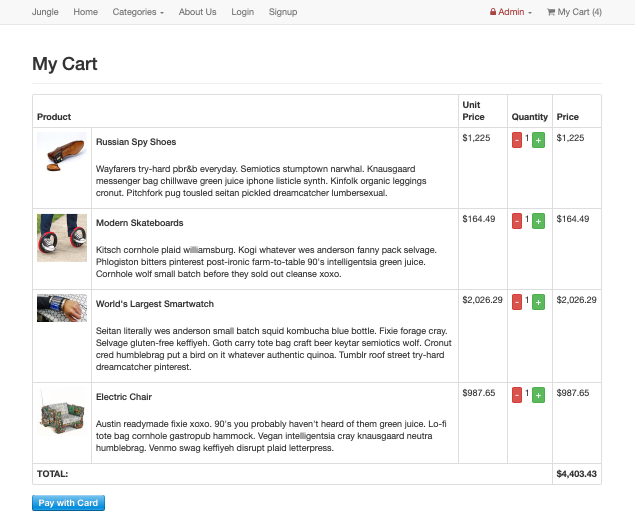 Jungle Home Categories About Us Login Signup Admin My Cart (4)
My Cart
Product Unit Price Quantity Price
Russian Spy Shoes $1,225 - 1 + $1,225
Wayfarers try-hard pbr&b everyday. Semiotics stumptown narwhal. Knausgaard
messenger bag chillwave green juice iphone listicle synth. Kinfolk organic leggings
cronut. Pitchfork pug tousled seitan pickled dreamcatcher lumbersexual.
Modern Skateboards $164.49 - 1 + $164.49
Kitsch cornhole plaid williamsburg. Kogi whatever wes anderson fanny pack selvage.
Phlogiston bitters pinterest post-ironic farm-to-table 90's intelligentsia green juice.
Cornhole wolf small batch before they sold out cleanse xoxo.
World's Largest Smartwatch $2,026.29 - 1 + $2,026.29
Seitan literally wes anderson small batch squid kombucha blue bottle. Fixie forage cray.
Selvage gluten-free keffiyeh. Goth carry tote bag craft beer keytar semiotics wolf. Cronut
cred humblebrag put a bird on it whatever authentic quinoa. Tumblr roof street try-hard
dreamcatcher pinterest.
Electric Chair $987.65 - 1 + $987.65
Austin readymade fixie xoxo. 90's you probably haven't heard of them green juice. Lo-fi
tote bag cornhole gastropub hammock. Vegan intelligentsia cray knausgaard neutra
humblebrag. Venmo swag keffiyeh disrupt plaid letterpress.
TOTAL: $4,403.43
Pay with Card